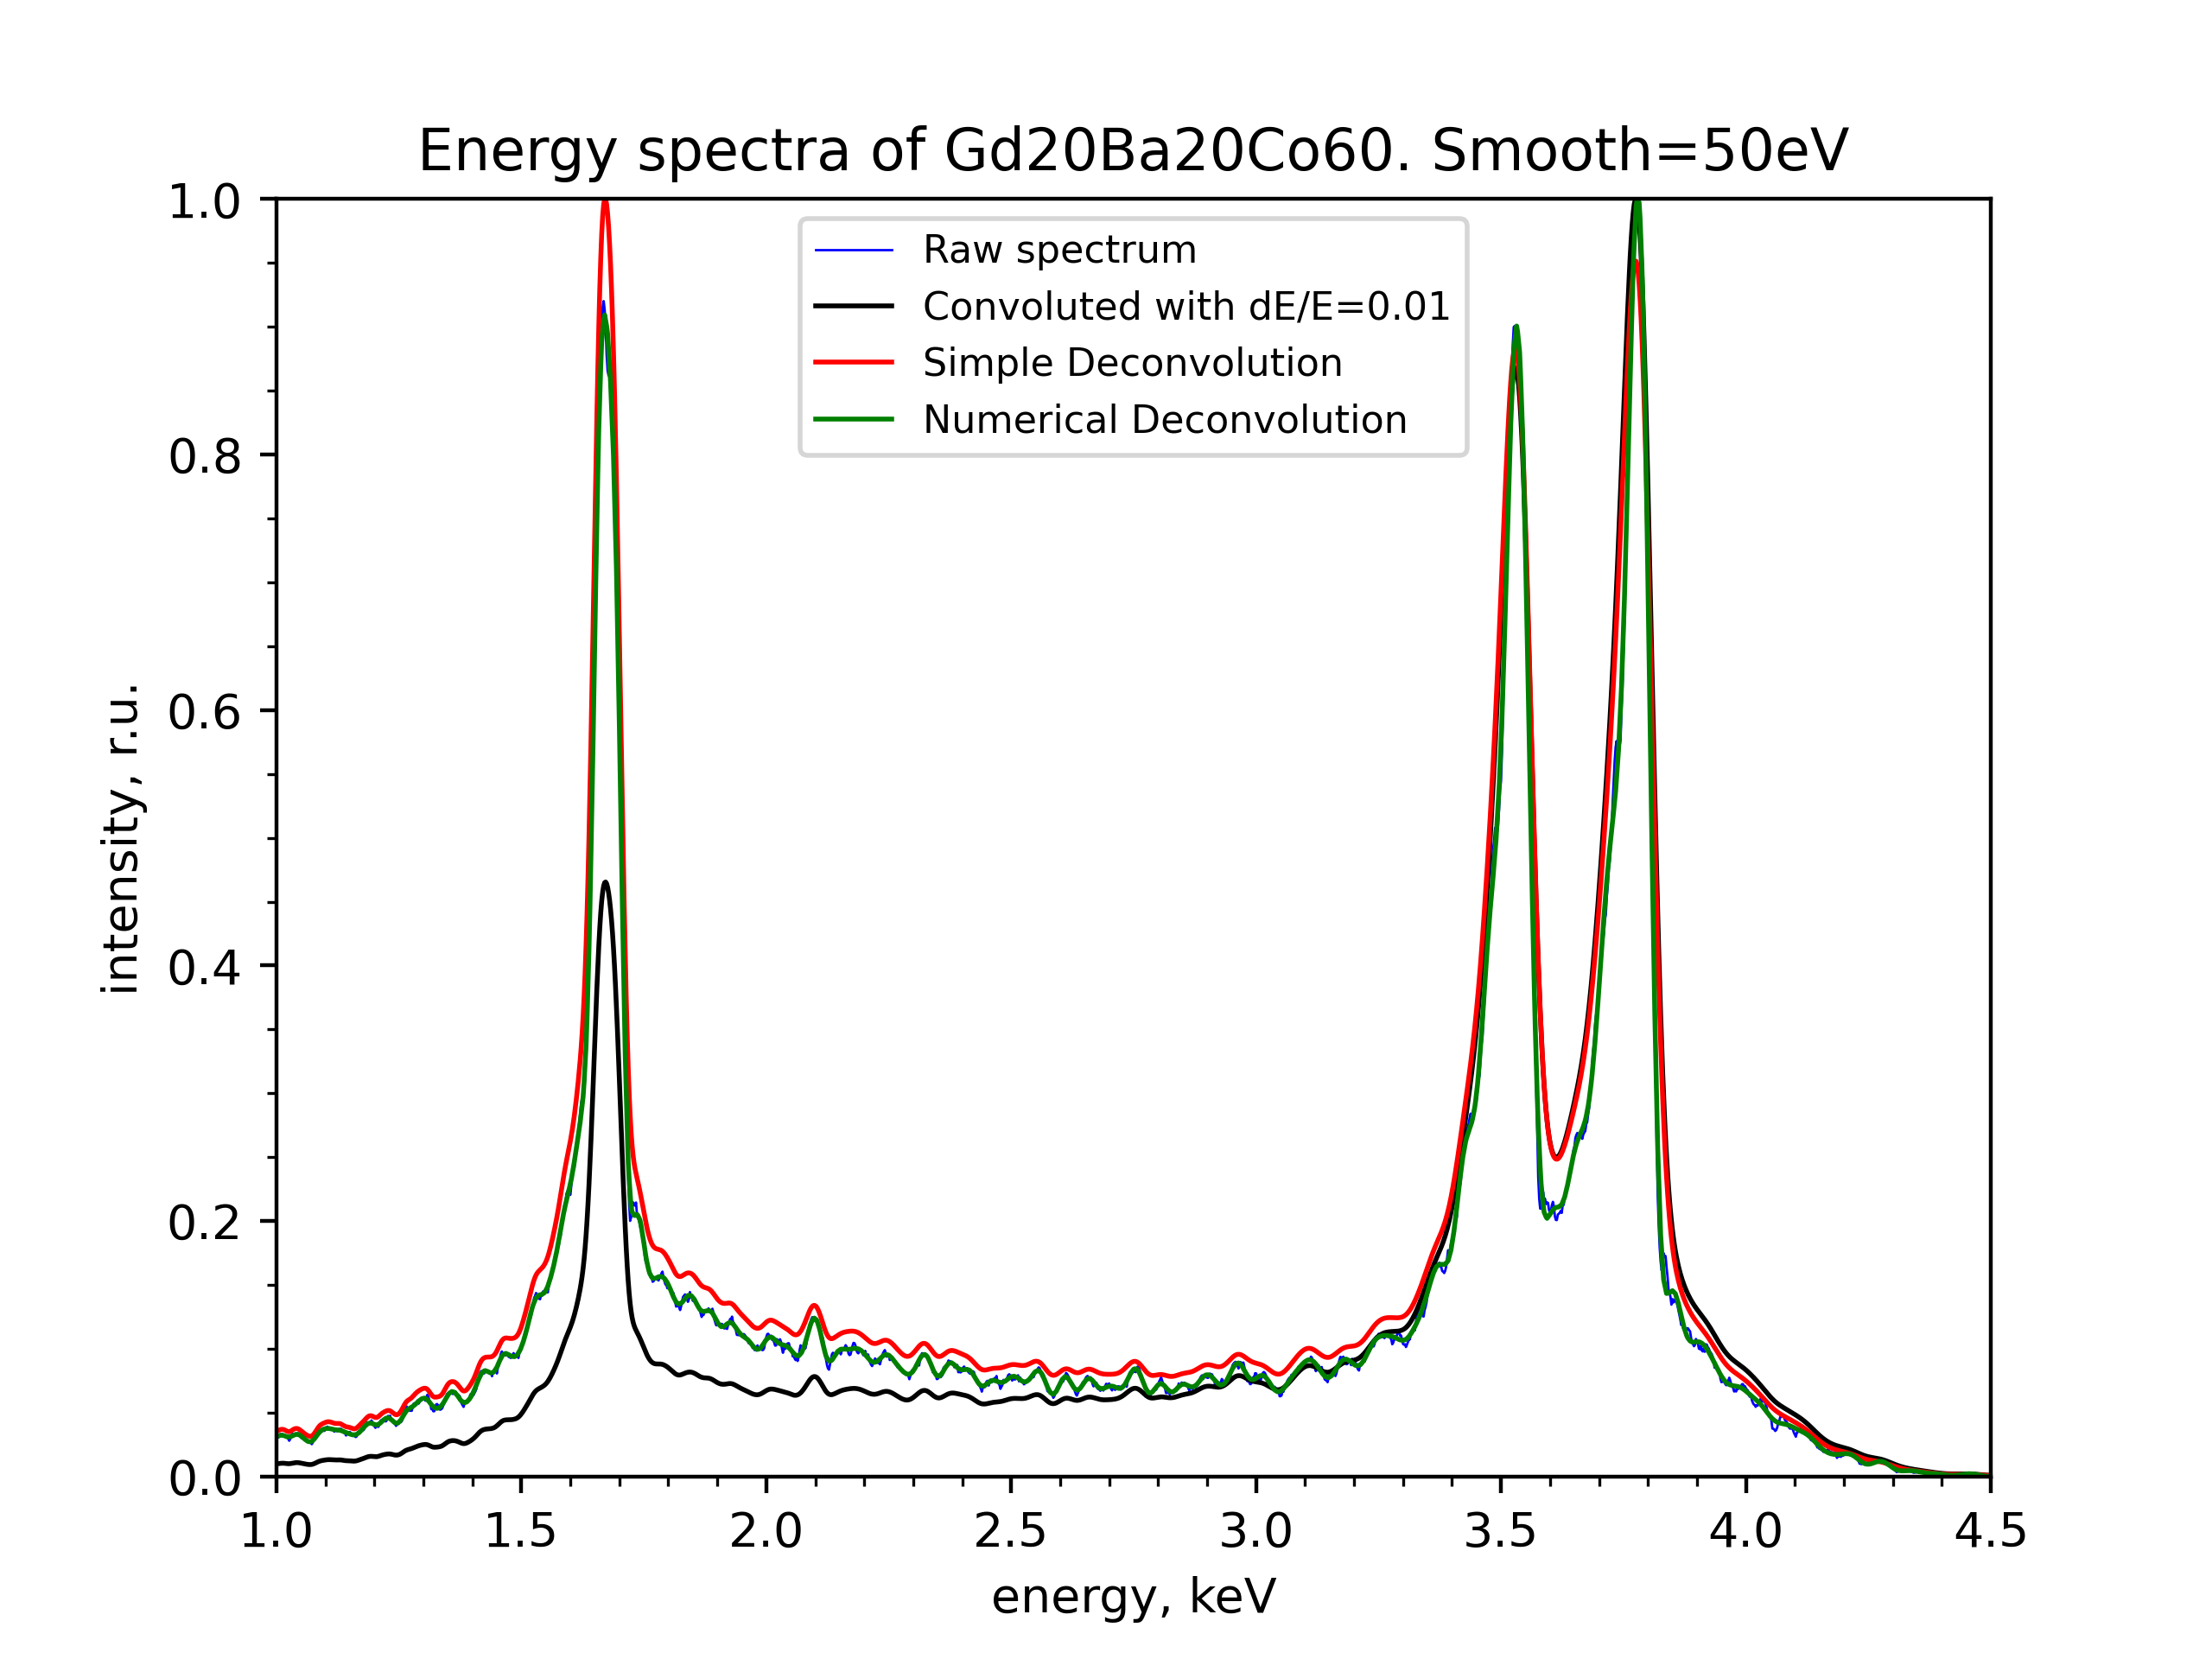 Energy spectra of Gd20Ba20Co60. Smooth=50eV
Raw spectrum
Convoluted with dE/E=0.01
Simple Deconvolution
Numerical Deconvolution
intensity, r.u.
1.0
0.8
0.6
0.4
0.2
0.0
1.0 1.5 2.0 2.5 3.0 3.5 4.0 4.5
energy, keV